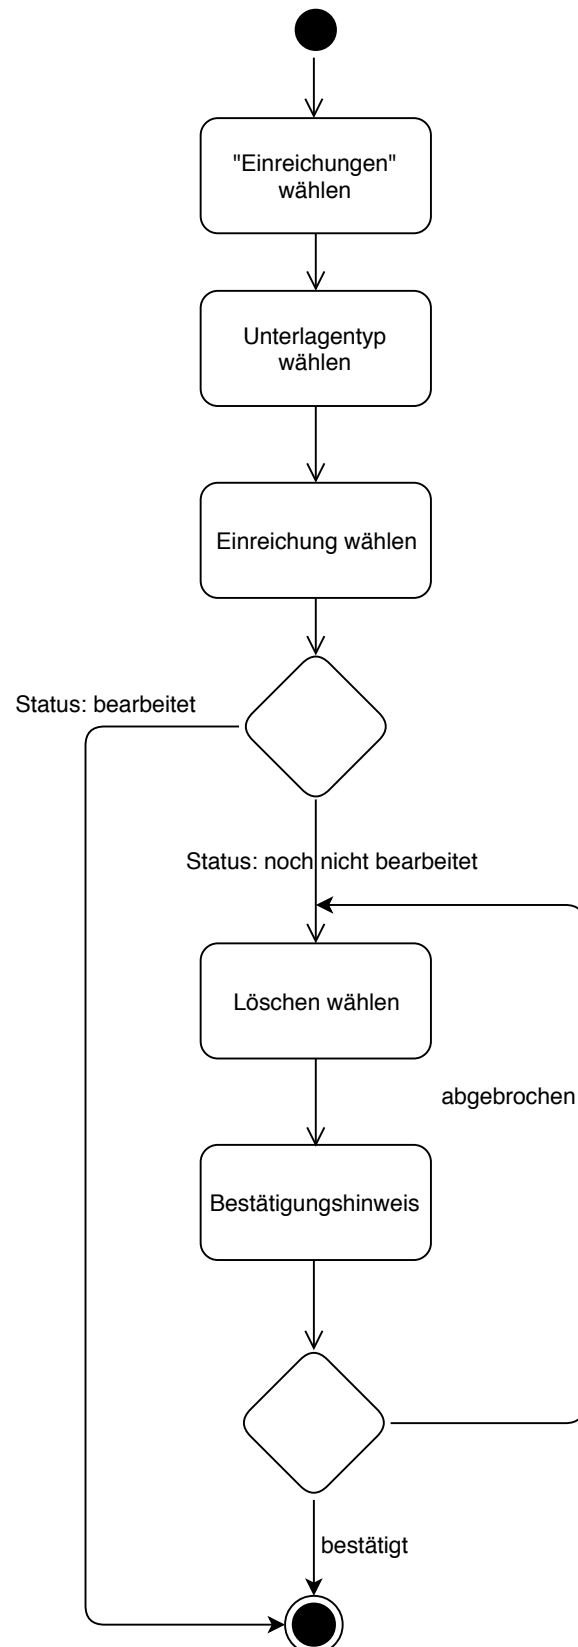 "Einreichungen"
wählen
Unterlagentyp
wählen
Einreichung wählen
Status: bearbeitet
Status: noch nicht bearbeitet
Löschen wählen
abgebrochen
Bestätigungshinweis
bestätigt